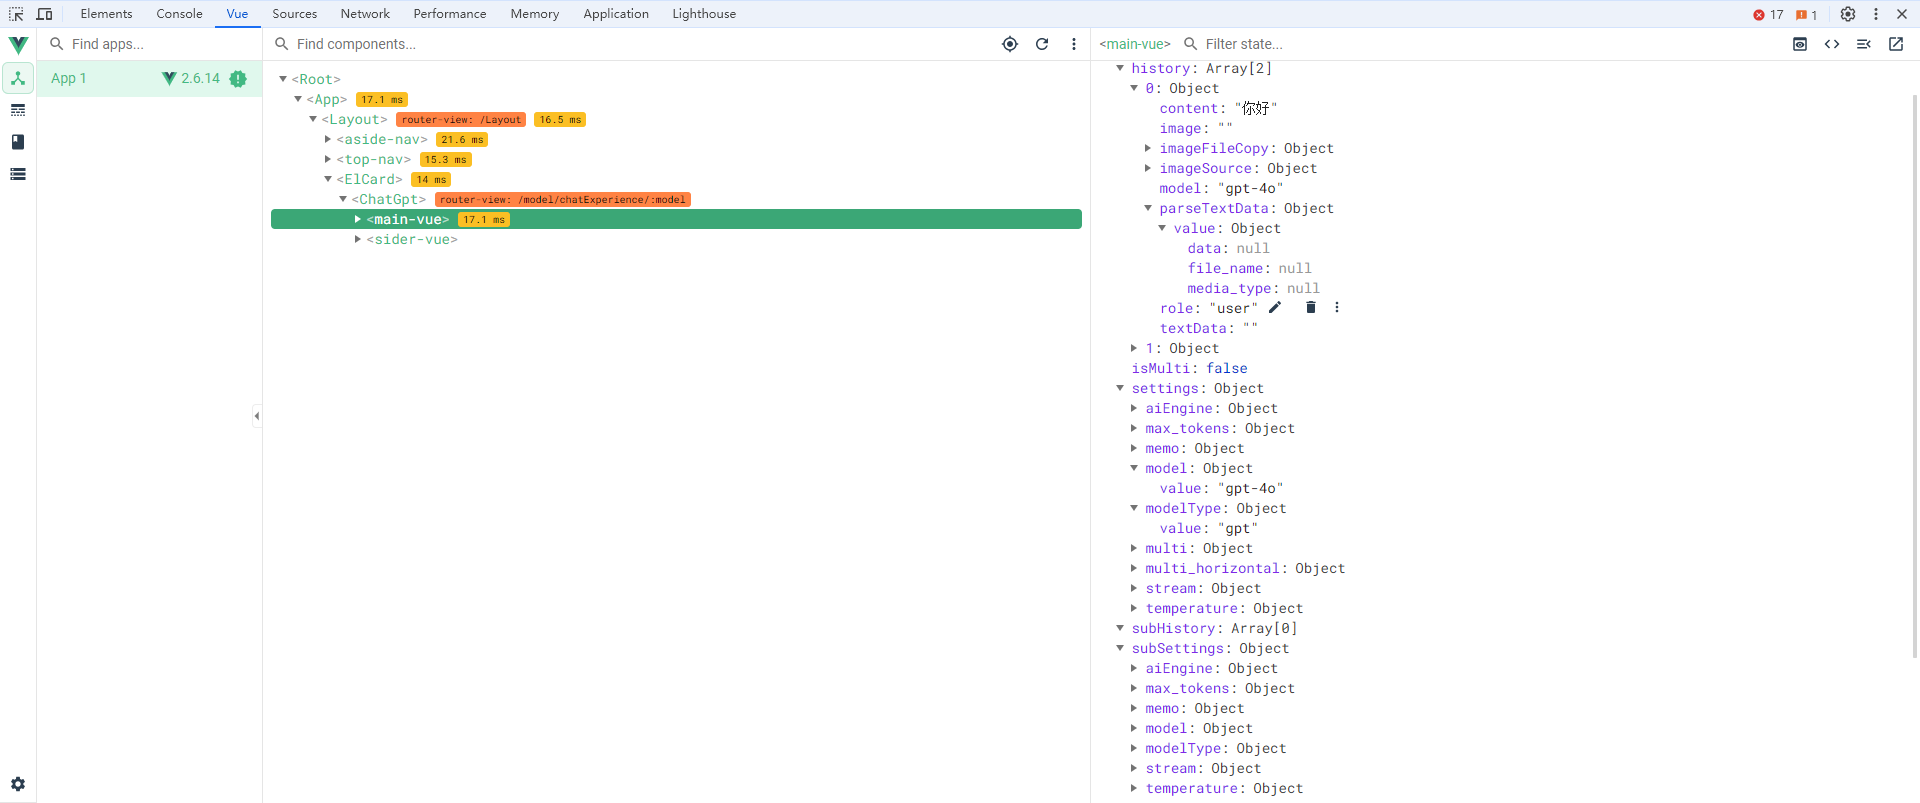 Elements Console Vue Sources Network Performance Memory Application Lighthouse 17 1
Find apps...
App 1 2.6.14
Find components...
<Root>
<App> 17.1 ms
<Layout> router-view: /Layout 16.5 ms
<aside-nav> 21.6 ms
<top-nav> 15.3 ms
<ElCard> 14 ms
<ChatGpt> router-view: /model/chatExperience/:model
<main-vue> 17.1 ms
<sider-vue>
<main-vue> Filter state...
history: Array[2]
0: Object
content: "你好"
image: ""
imageFileCopy: Object
imageSource: Object
model: "gpt-4o"
parseTextData: Object
value: Object
data: null
file_name: null
media_type: null
role: "user"
textData: ""
1: Object
isMulti: false
settings: Object
aiEngine: Object
max_tokens: Object
memo: Object
model: Object
value: "gpt-4o"
modelType: Object
value: "gpt"
multi: Object
multi_horizontal: Object
stream: Object
temperature: Object
subHistory: Array[0]
subSettings: Object
aiEngine: Object
max_tokens: Object
memo: Object
model: Object
modelType: Object
stream: Object
temperature: Object